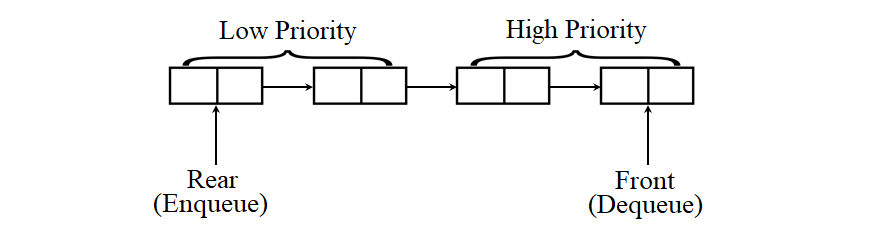 Low Priority
High Priority
Rear
(Enqueue)
Front
(Dequeue)